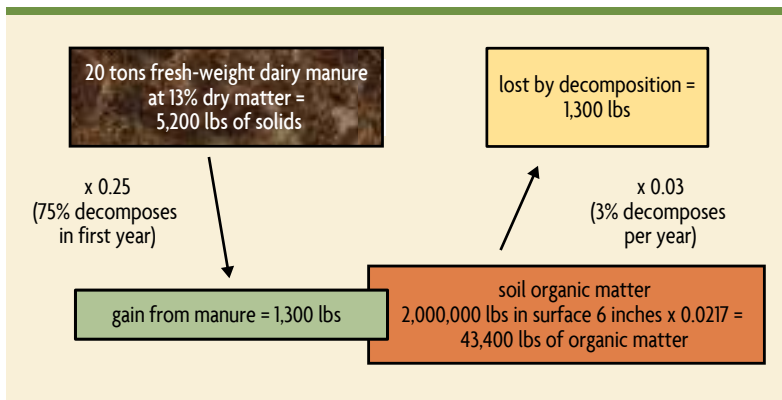 20 tons fresh-weight dairy manure
at 13% dry matter =
5,200 lbs of solids
lost by decomposition =
1,300 lbs
x 0.25
(75% decomposes
in first year)
x 0.03
(3% decomposes
per year)
gain from manure = 1,300 lbs
soil organic matter
2,000,000 lbs in surface 6 inches x 0.0217 =
43,400 lbs of organic matter